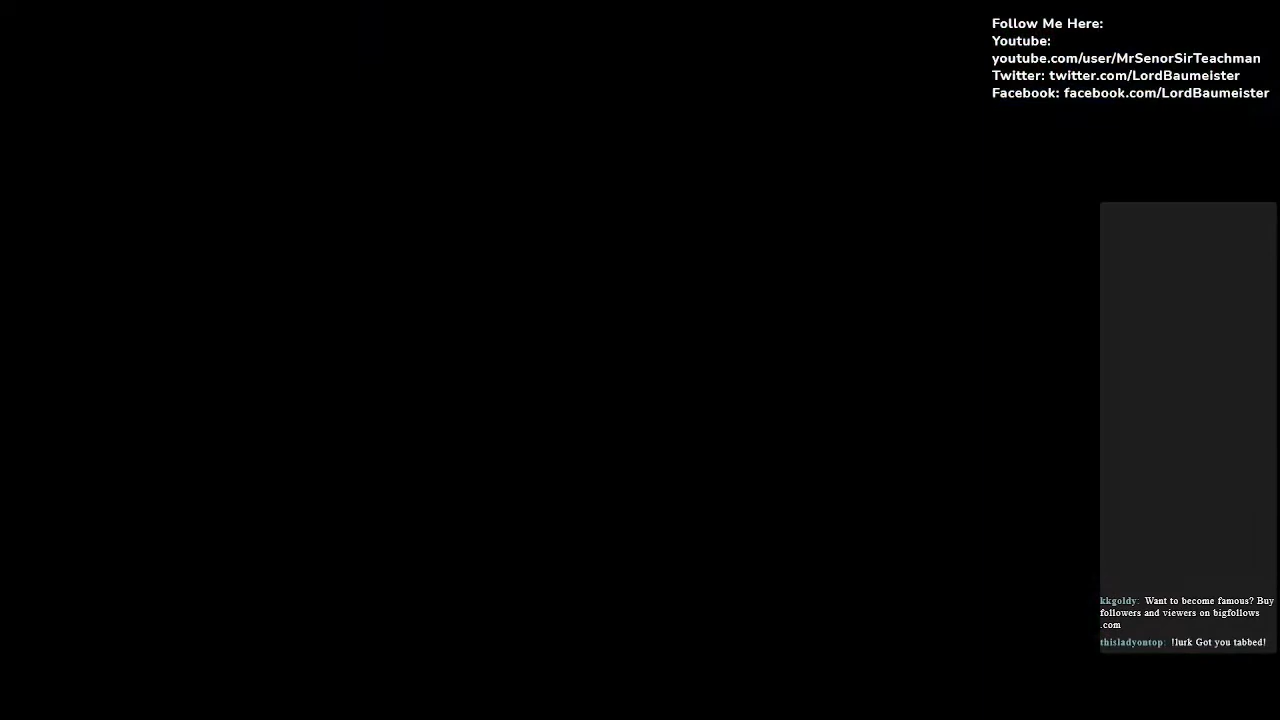 Follow Me Here:
Youtube:
youtube.com/user/MrSenorSirTeachman
Twitter: twitter.com/LordBaumeister
Facebook: facebook.com/LordBaumeister
kkgoldy: Want to become famous? Buy
followers and viewers on bigfollows
.com
thisladyontop: !lurk Got you tabbed!